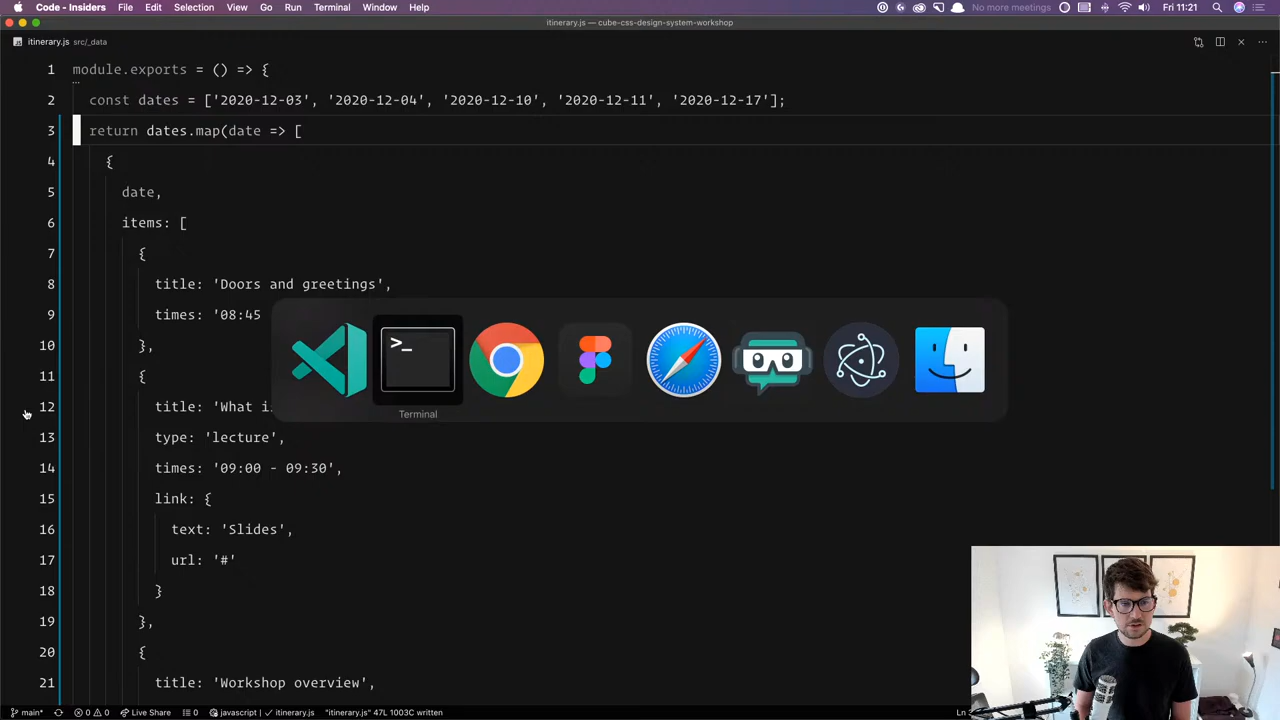 Code - Insiders File Edit Selection View Go Run Terminal Window Help No more meetings Fri 11:21
itinerary.js — cube-css-design-system-workshop
itinerary.js src/_data
1 module.exports = () => {
2 const dates = ['2020-12-03', '2020-12-04', '2020-12-10', '2020-12-11', '2020-12-17'];
3 return dates.map(date => [
4 {
5 date,
6 items: [
7 {
8 title: 'Doors and greetings',
9 times: '08:45
10 },
11 {
12 title: 'What i
13 type: 'lecture',
14 times: '09:00 - 09:30',
15 link: {
16 text: 'Slides',
17 url: '#'
18 }
19 },
20 {
21 title: 'Workshop overview',
>_
Terminal
main* 0 0 Live Share 0 javascript | ✓ itinerary.js "itinerary.js" 47L 1003C written Ln